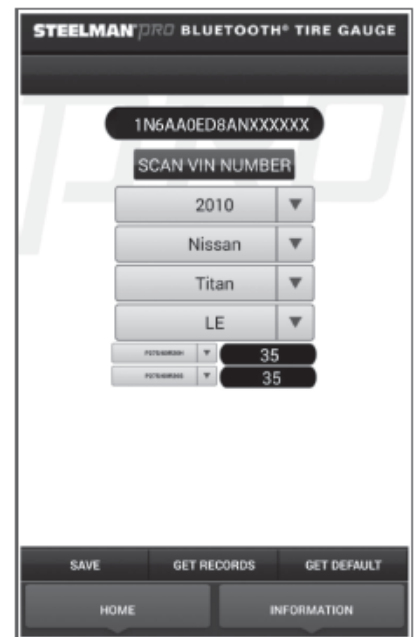 STEELMAN PRO BLUETOOTH® TIRE GAUGE
1N6AA0ED8ANXXXXXX
SCAN VIN NUMBER
2010
Nissan
Titan
LE
35
35
SAVE GET RECORDS GET DEFAULT
HOME INFORMATION